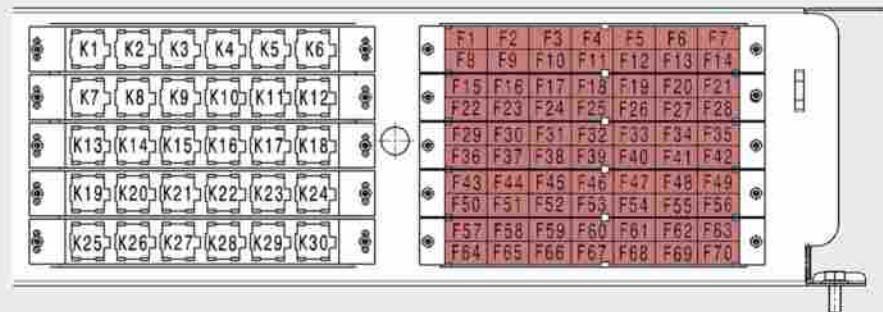 K1 K2 K3 K4 K5 K6
K7 K8 K9 K10 K11 K12
K13 K14 K15 K16 K17 K18
K19 K20 K21 K22 K23 K24
K25 K26 K27 K28 K29 K30
F1 F2 F3 F4 F5 F6 F7
F8 F9 F10 F11 F12 F13 F14
F15 F16 F17 F18 F19 F20 F21
F22 F23 F24 F25 F26 F27 F28
F29 F30 F31 F32 F33 F34 F35
F36 F37 F38 F39 F40 F41 F42
F43 F44 F45 F46 F47 F48 F49
F50 F51 F52 F53 F54 F55 F56
F57 F58 F59 F60 F61 F62 F63
F64 F65 F66 F67 F68 F69 F70